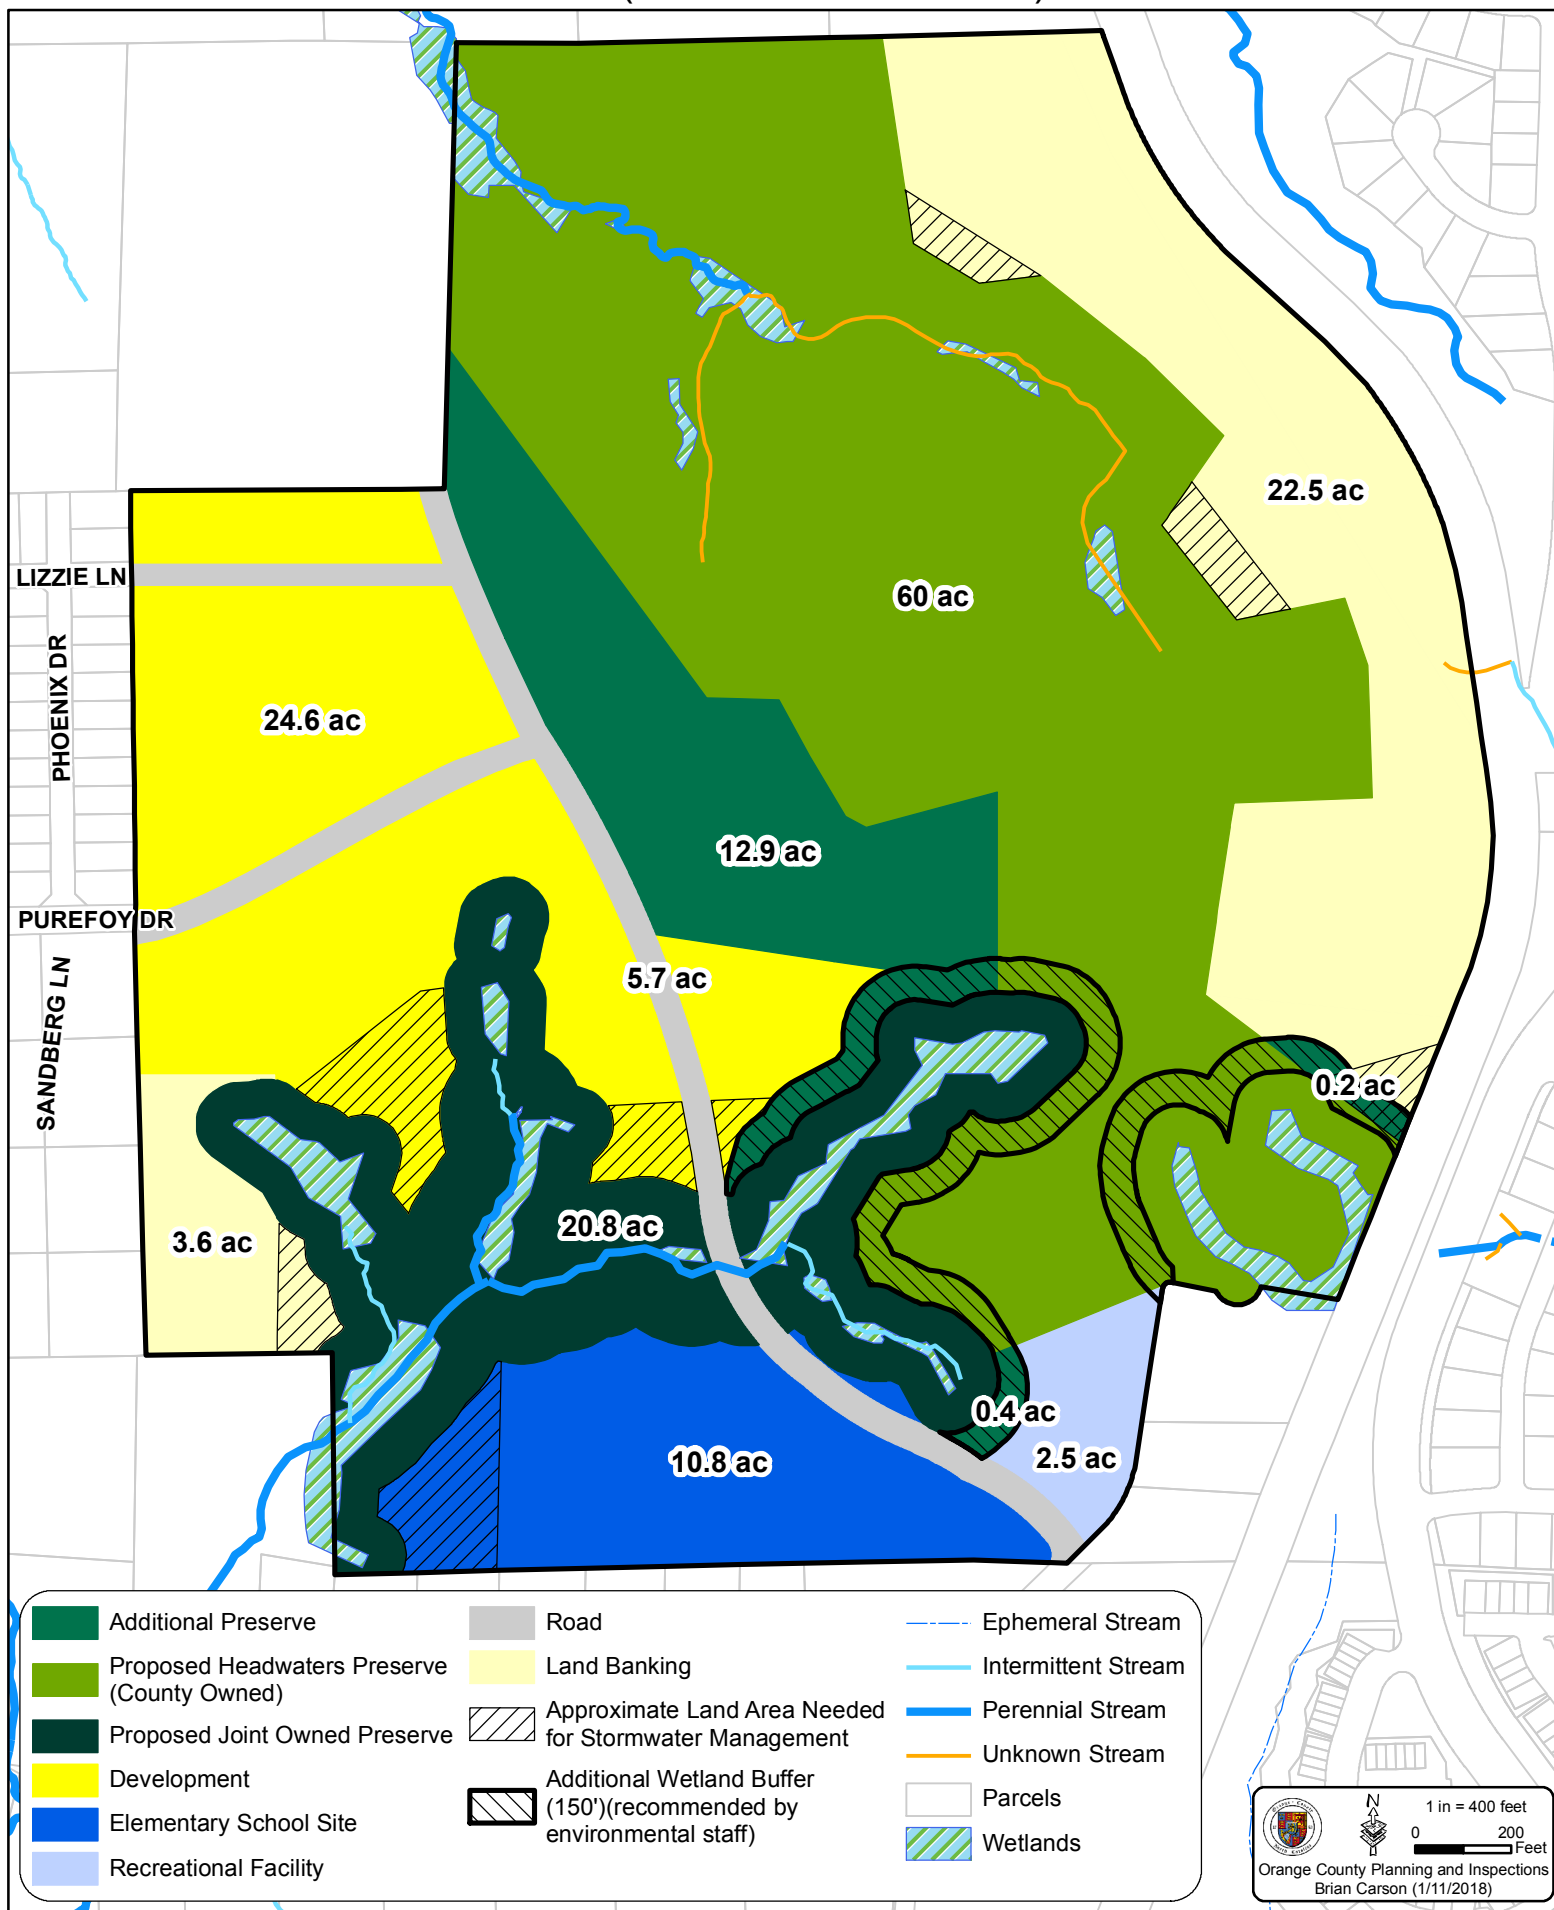 22.5 ac
60 ac
LIZZIE LN
PHOENIX DR
24.6 ac
12.9 ac
PUREFOY DR
SANDBERG LN
5.7 ac
0.2 ac
3.6 ac
20.8 ac
0.4 ac
10.8 ac
2.5 ac
Additional Preserve
Proposed Headwaters Preserve
(County Owned)
Proposed Joint Owned Preserve
Development
Elementary School Site
Recreational Facility
Road
Land Banking
Approximate Land Area Needed
for Stormwater Management
Additional Wetland Buffer
(150')(recommended by
environmental staff)
Ephemeral Stream
Intermittent Stream
Perennial Stream
Unknown Stream
Parcels
Wetlands
N
1 in = 400 feet
0 200
Feet
Orange County Planning and Inspections
Brian Carson (1/11/2018)